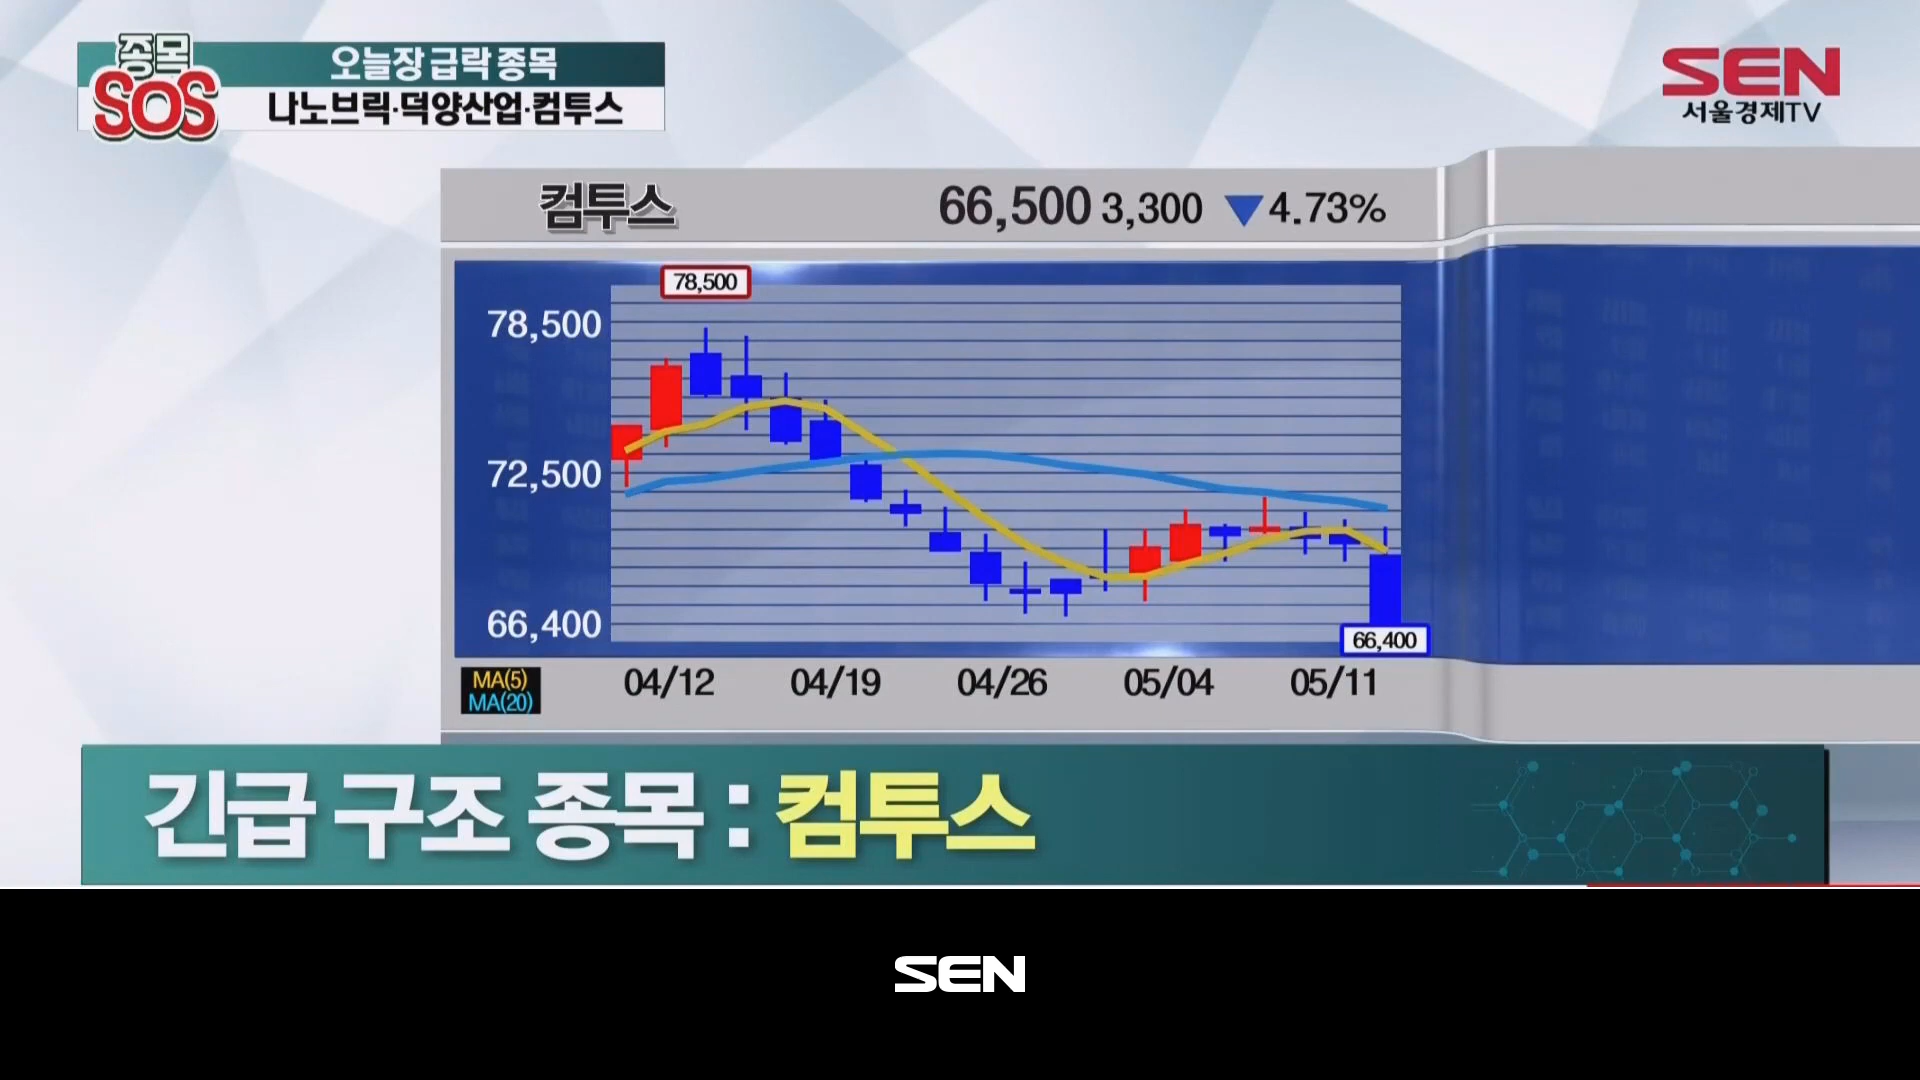 종목
SOS
오늘장 급락 종목
나노브릭·덕양산업·컴투스
SEN
서울경제TV
컴투스 66,500 3,300 ▼4.73%
78,500
78,500
72,500
66,400
66,400
MA(5)
MA(20)
04/12 04/19 04/26 05/04 05/11
긴급 구조 종목 : 컴투스
SEN